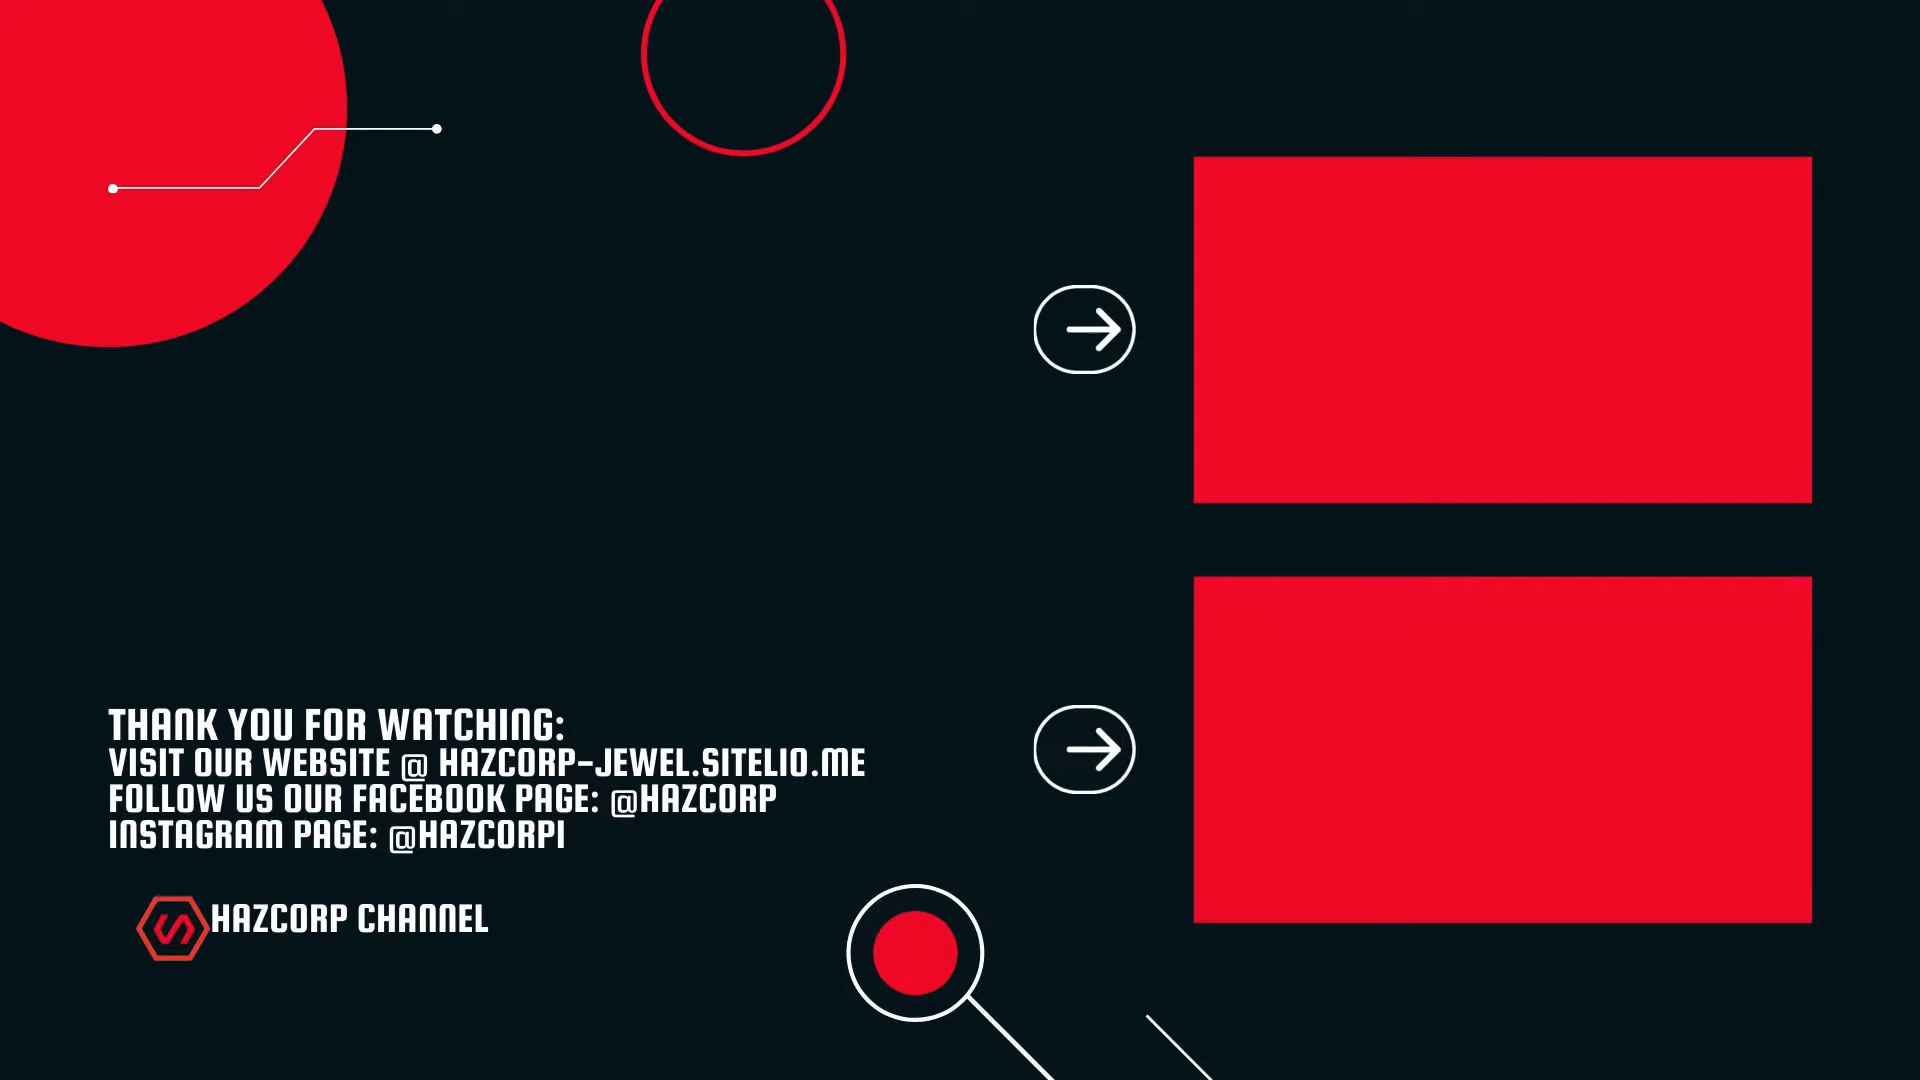 THANK YOU FOR WATCHING:
VISIT OUR WEBSITE @ HAZCORP-JEWEL.SITELIO.ME
FOLLOW US OUR FACEBOOK PAGE: @HAZCORP
INSTAGRAM PAGE: @HAZCORPI
HAZCORP CHANNEL